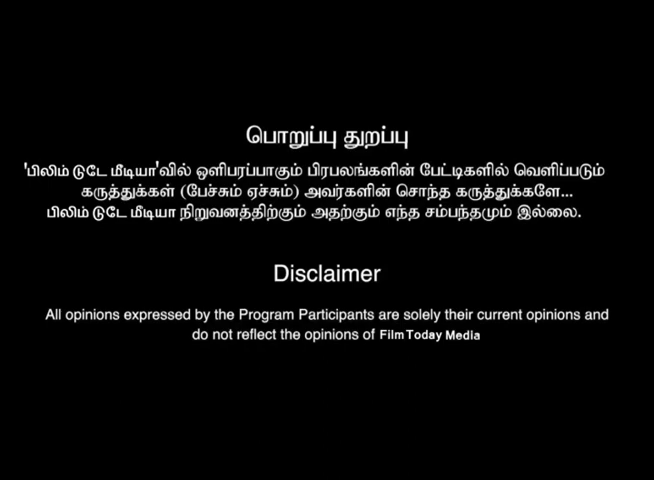 பொறுப்பு துறப்பு
'பிலிம் டுடே மீடியா'வில் ஒளிபரப்பாகும் பிரபலங்களின் பேட்டிகளில் வெளிப்படும்
கருத்துக்கள் (பேச்சும் ஏச்சும்) அவர்களின் சொந்த கருத்துக்களே...
பிலிம் டுடே மீடியா நிறுவனத்திற்கும் அதற்கும் எந்த சம்பந்தமும் இல்லை.
Disclaimer
All opinions expressed by the Program Participants are solely their current opinions and
do not reflect the opinions of Film Today Media